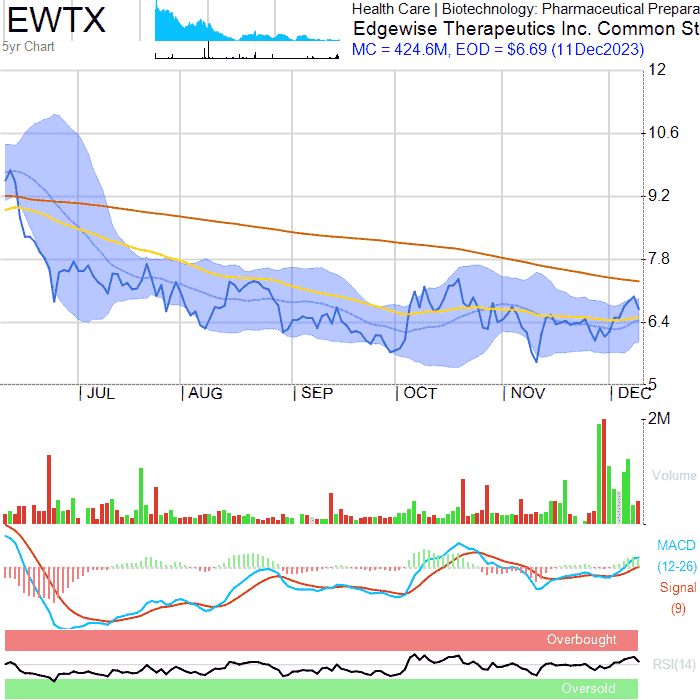 EWTX
5yr Chart
Health Care | Biotechnology: Pharmaceutical Prepara
Edgewise Therapeutics Inc. Common St
MC = 424.6M, EOD = $6.69 (11Dec2023)
12
10.6
9.2
7.8
6.4
5
JUL AUG SEP OCT NOV DEC
2M
Volume
MACD
(12-26)
Signal
(9)
Overbought
RSI(14)
Oversold